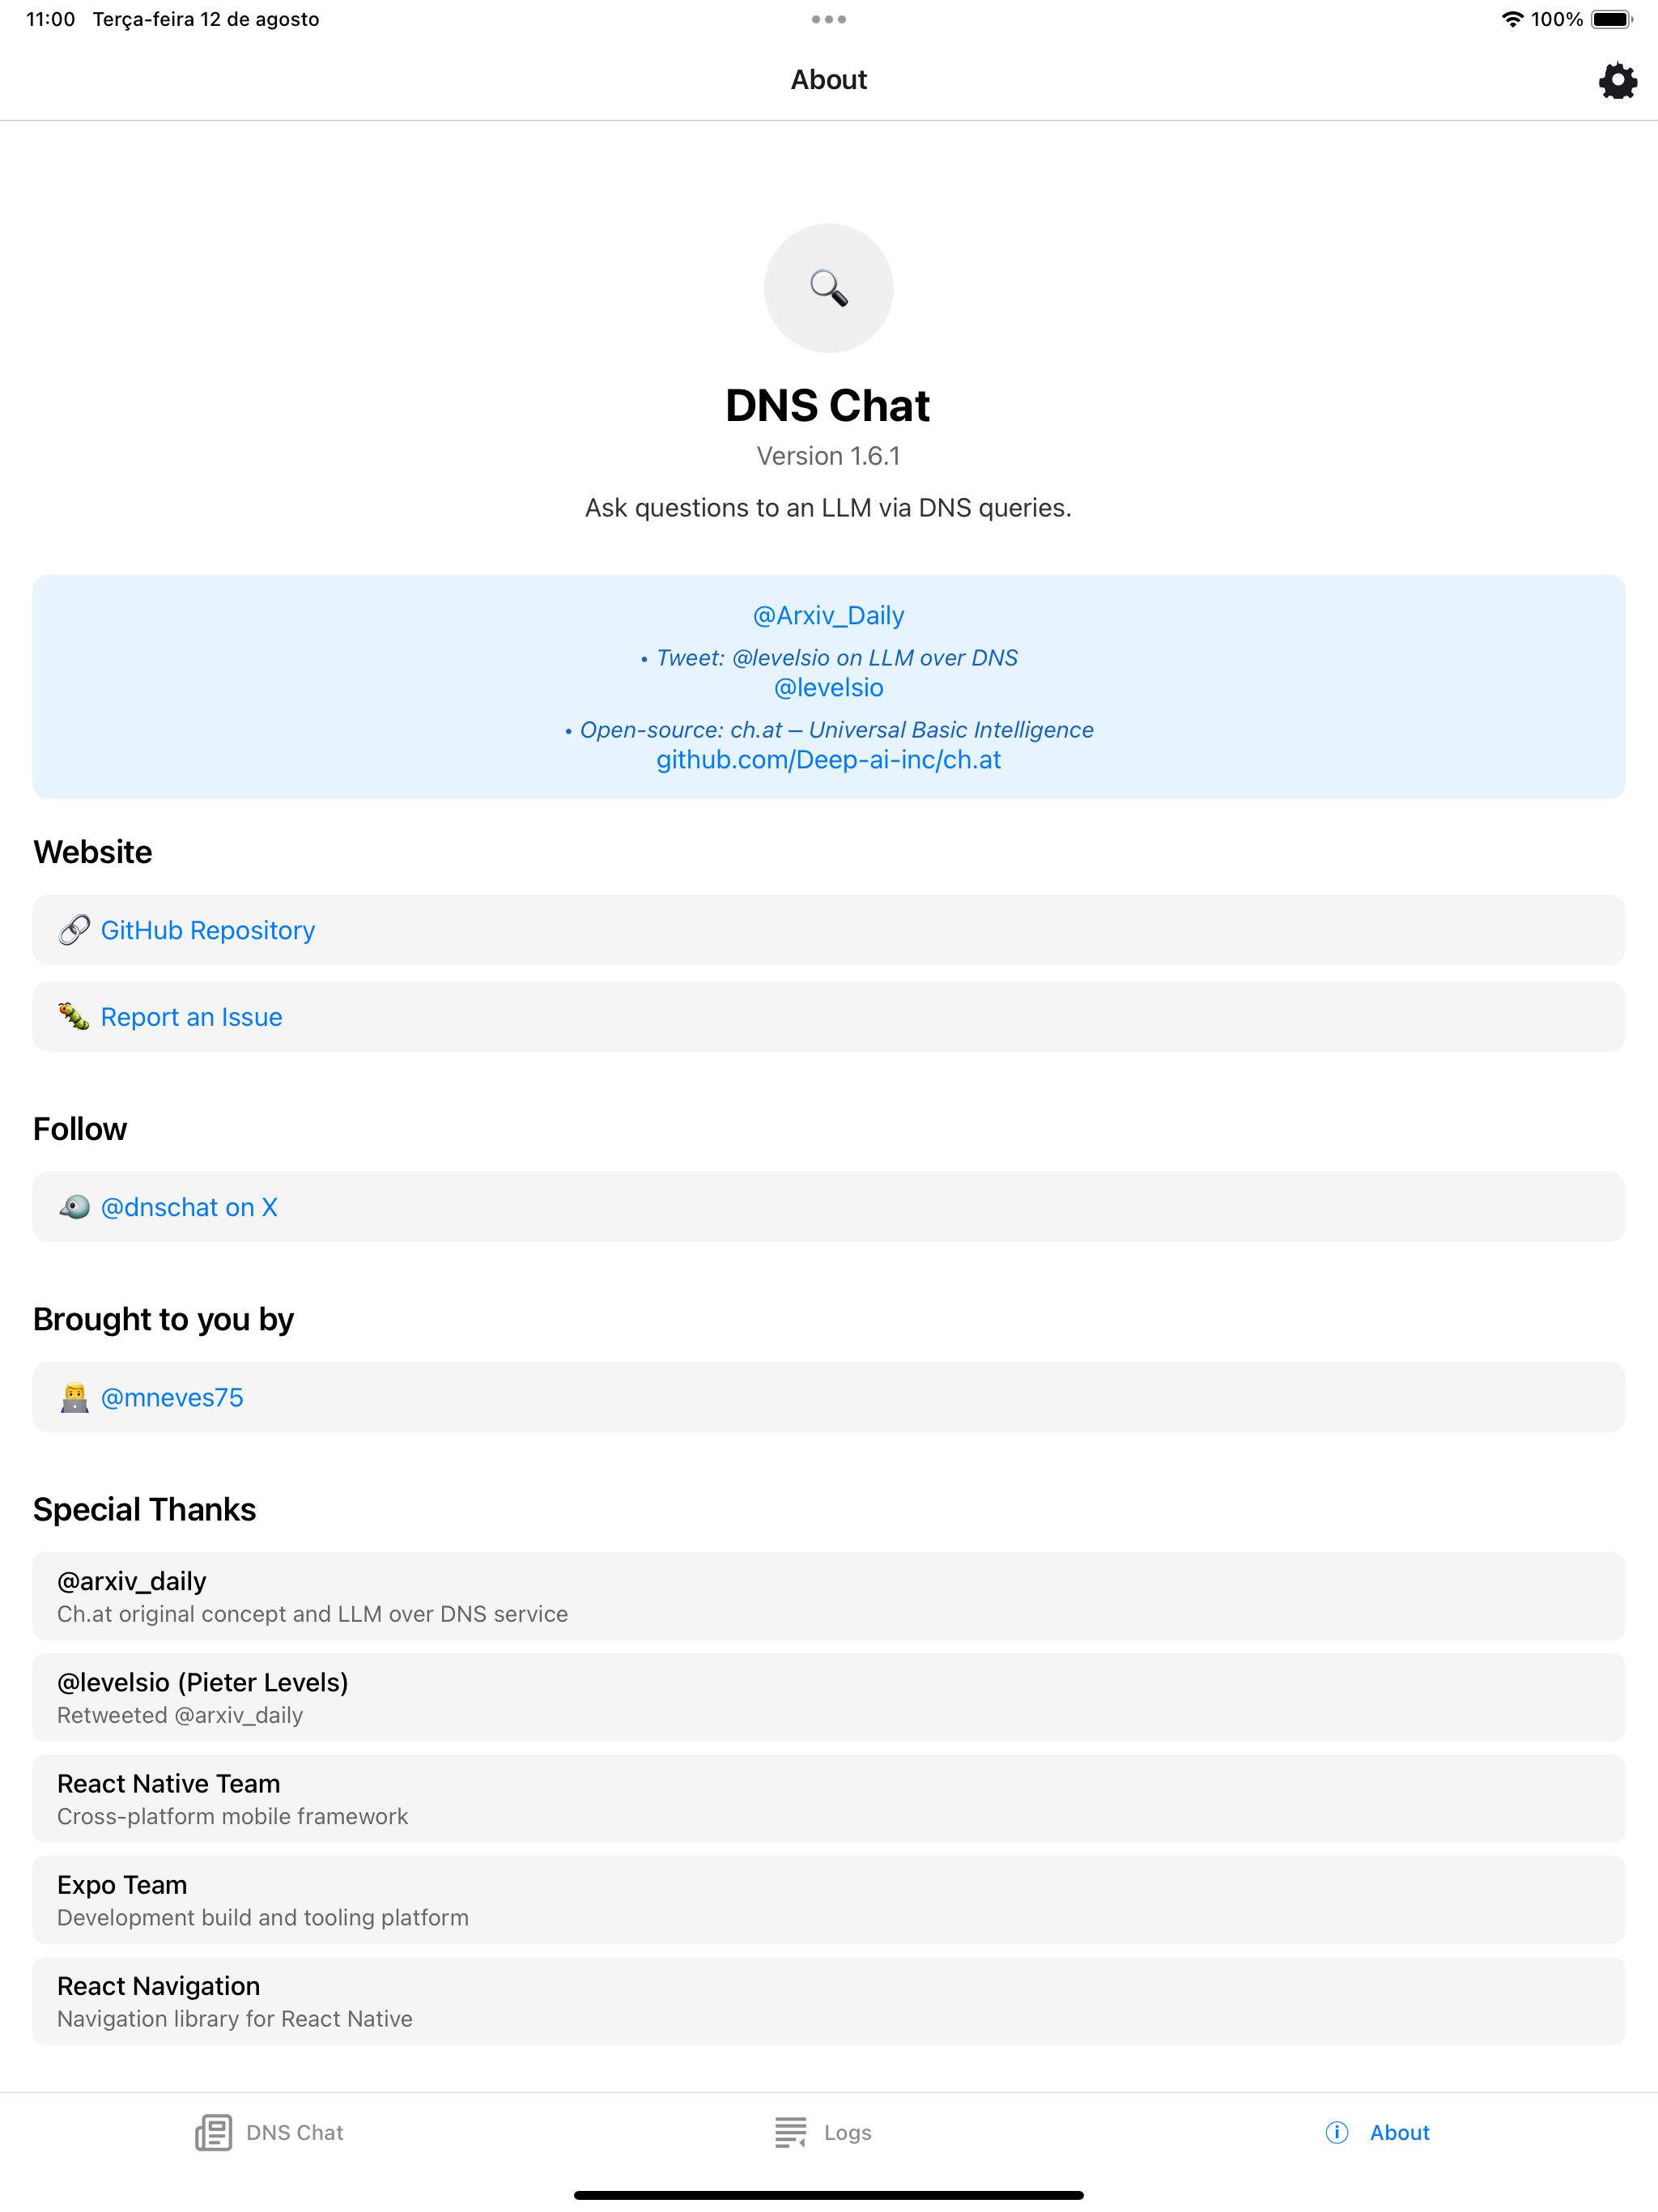 11:00 Terça-feira 12 de agosto
100%
About
DNS Chat
Version 1.6.1
Ask questions to an LLM via DNS queries.
@Arxiv_Daily
• Tweet: @levelsio on LLM over DNS
@levelsio
• Open-source: ch.at – Universal Basic Intelligence
github.com/Deep-ai-inc/ch.at
Website
GitHub Repository
Report an Issue
Follow
@dnschat on X
Brought to you by
@mneves75
Special Thanks
@arxiv_daily
Ch.at original concept and LLM over DNS service
@levelsio (Pieter Levels)
Retweeted @arxiv_daily
React Native Team
Cross-platform mobile framework
Expo Team
Development build and tooling platform
React Navigation
Navigation library for React Native
DNS Chat
Logs
About